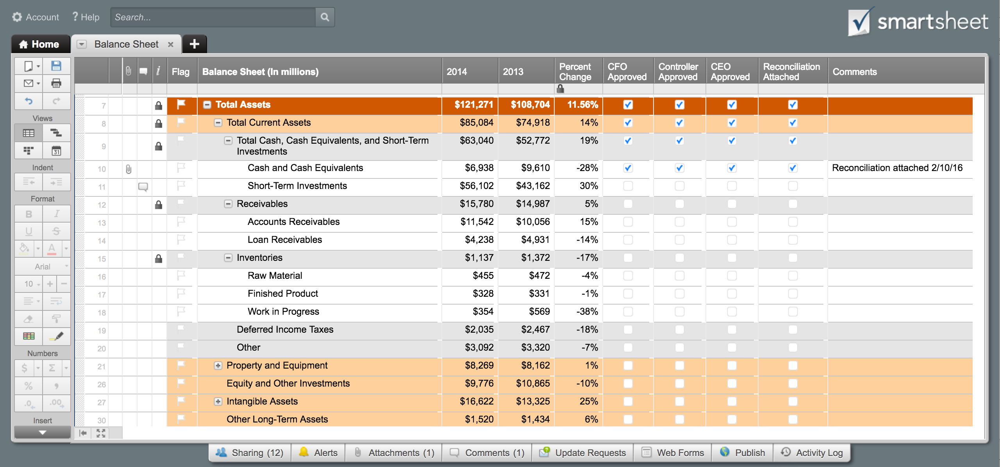 Account ? Help Search...
smartsheet
Home Balance Sheet × +
i Flag Balance Sheet (In millions) 2014 2013 Percent Change CFO Approved Controller Approved CEO Approved Reconciliation Attached Comments
7 Total Assets $121,271 $108,704 11.56%
8 Total Current Assets $85,084 $74,918 14%
9 Total Cash, Cash Equivalents, and Short-Term Investments $63,040 $52,772 19%
10 Cash and Cash Equivalents $6,938 $9,610 -28% Reconciliation attached 2/10/16
11 Short-Term Investments $56,102 $43,162 30%
12 Receivables $15,780 $14,987 5%
13 Accounts Receivables $11,542 $10,056 15%
14 Loan Receivables $4,238 $4,931 -14%
15 Inventories $1,137 $1,372 -17%
16 Raw Material $455 $472 -4%
17 Finished Product $328 $331 -1%
18 Work in Progress $354 $569 -38%
19 Deferred Income Taxes $2,035 $2,467 -18%
20 Other $3,092 $3,320 -7%
21 Property and Equipment $8,269 $8,162 1%
26 Equity and Other Investments $9,776 $10,865 -10%
27 Intangible Assets $16,622 $13,325 25%
30 Other Long-Term Assets $1,520 $1,434 6%
Views
31
Indent
Format
B I
U S
A
Arial
10 + −
Numbers
$ Σ
% ,
.0 .00
Insert
Sharing (12) Alerts Attachments (1) Comments (1) Update Requests Web Forms Publish Activity Log